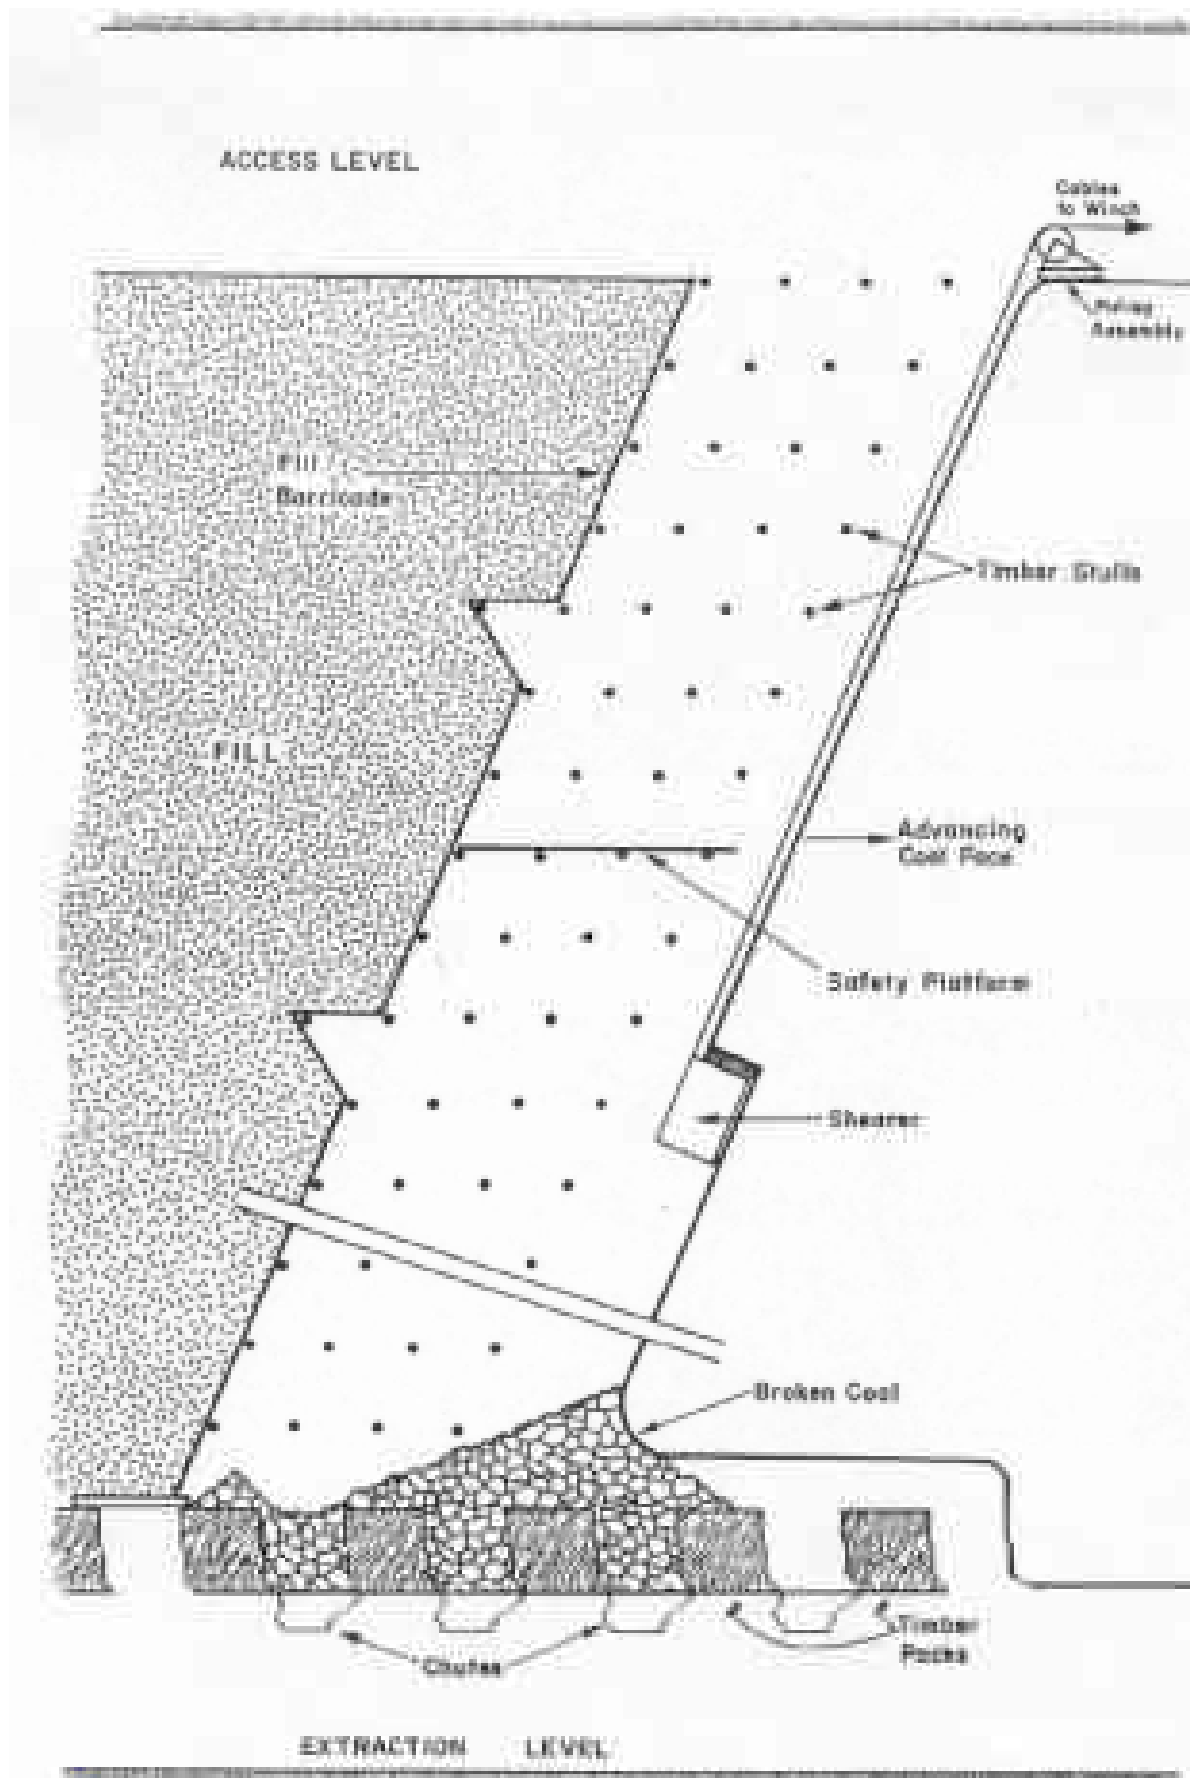 ACCESS LEVEL
Cables
to Winch
Assembly
Fill
Barricade
Timber Stulls
FILL
Advancing
Coal Face
Safety Platform
Shearer
Broken Coal
Timber
Packs
Chutes
EXTRACTION LEVEL